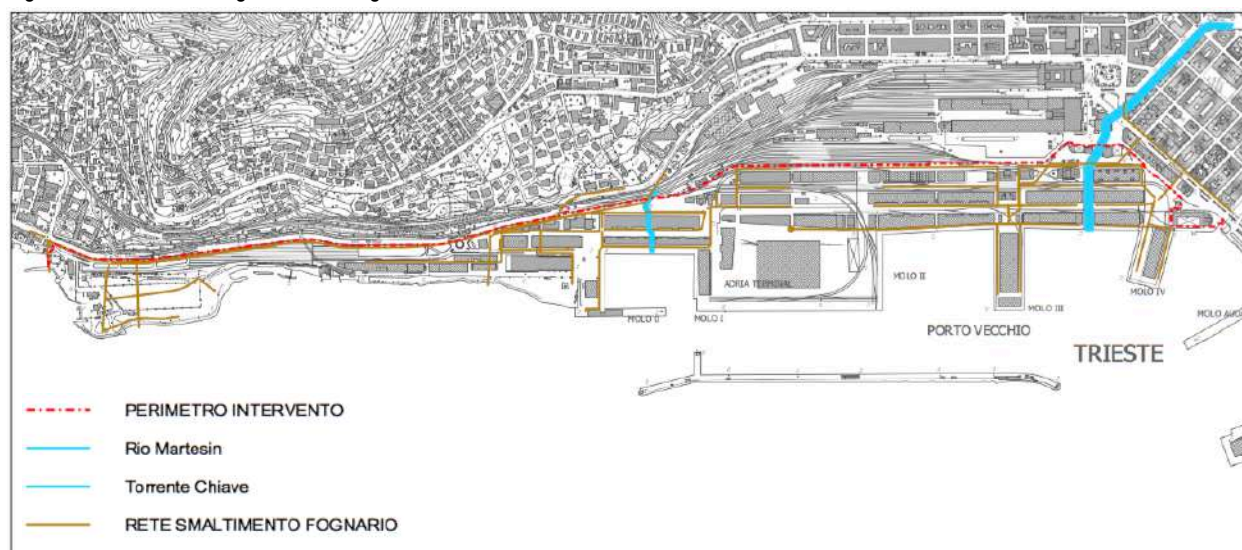 ADRIA TERMINAL
MOLO II
MOLO 0
MOLO I
MOLO III
MOLO IV
PORTO VECCHIO
TRIESTE
PERIMETRO INTERVENTO
Rio Martesin
Torrente Chiave
RETE SMALTIMENTO FOGNARIO